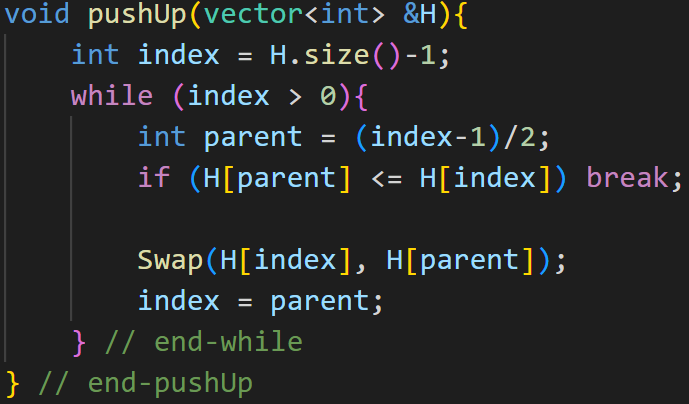 void pushUp(vector<int> &H){
    int index = H.size()-1;
    while (index > 0){
        int parent = (index-1)/2;
        if (H[parent] <= H[index]) break;

        Swap(H[index], H[parent]);
        index = parent;
    } // end-while
} // end-pushUp